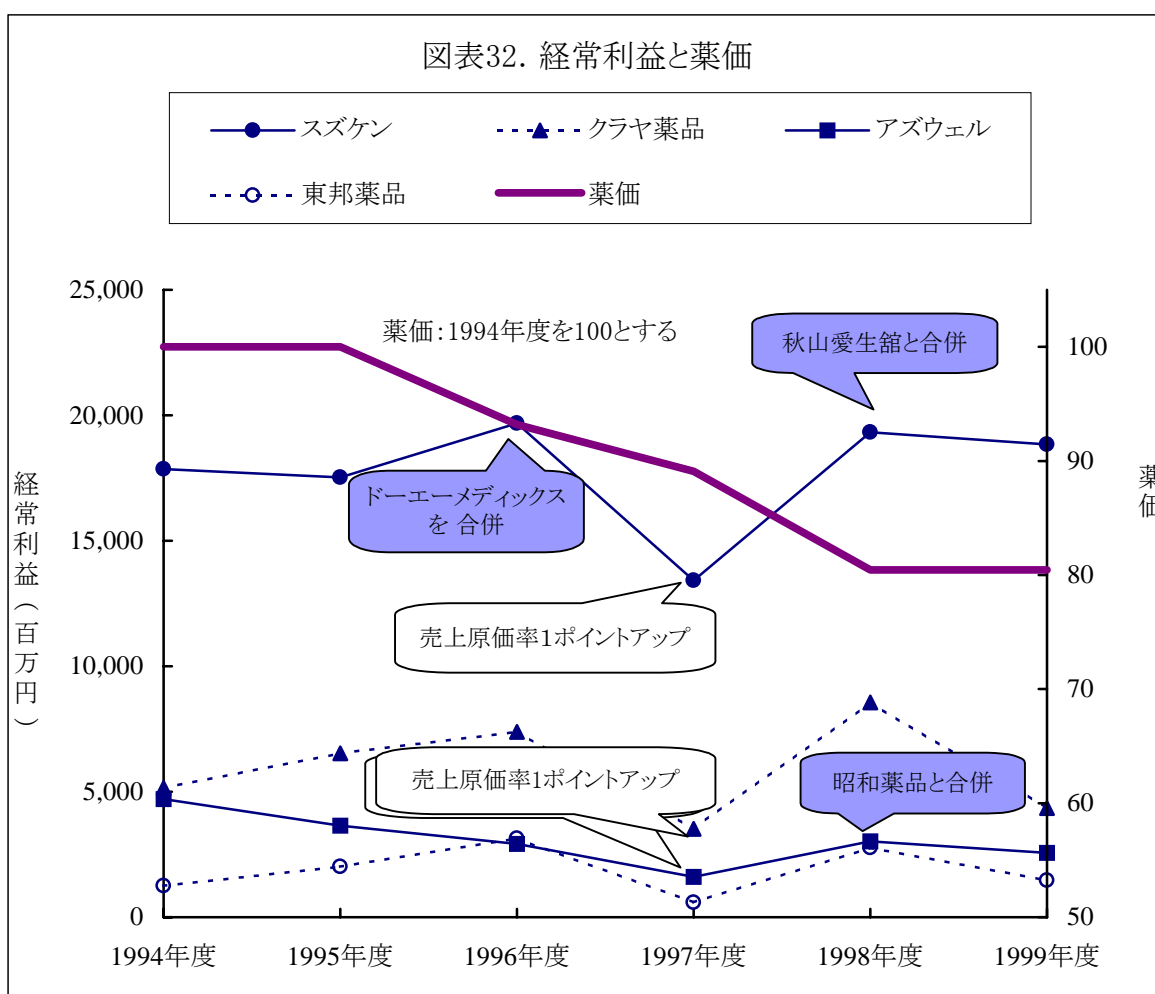 図表32. 経常利益と薬価
スズケン
クラヤ薬品
アズウェル
東邦薬品
薬価
25,000
20,000
15,000
10,000
5,000
0
経常利益(百万円)
薬価:1994年度を100とする
秋山愛生舘と合併
ドーエーメディックス
を 合併
売上原価率1ポイントアップ
売上原価率1ポイントアップ
昭和薬品と合併
100
90
80
70
60
50
薬価
1994年度
1995年度
1996年度
1997年度
1998年度
1999年度